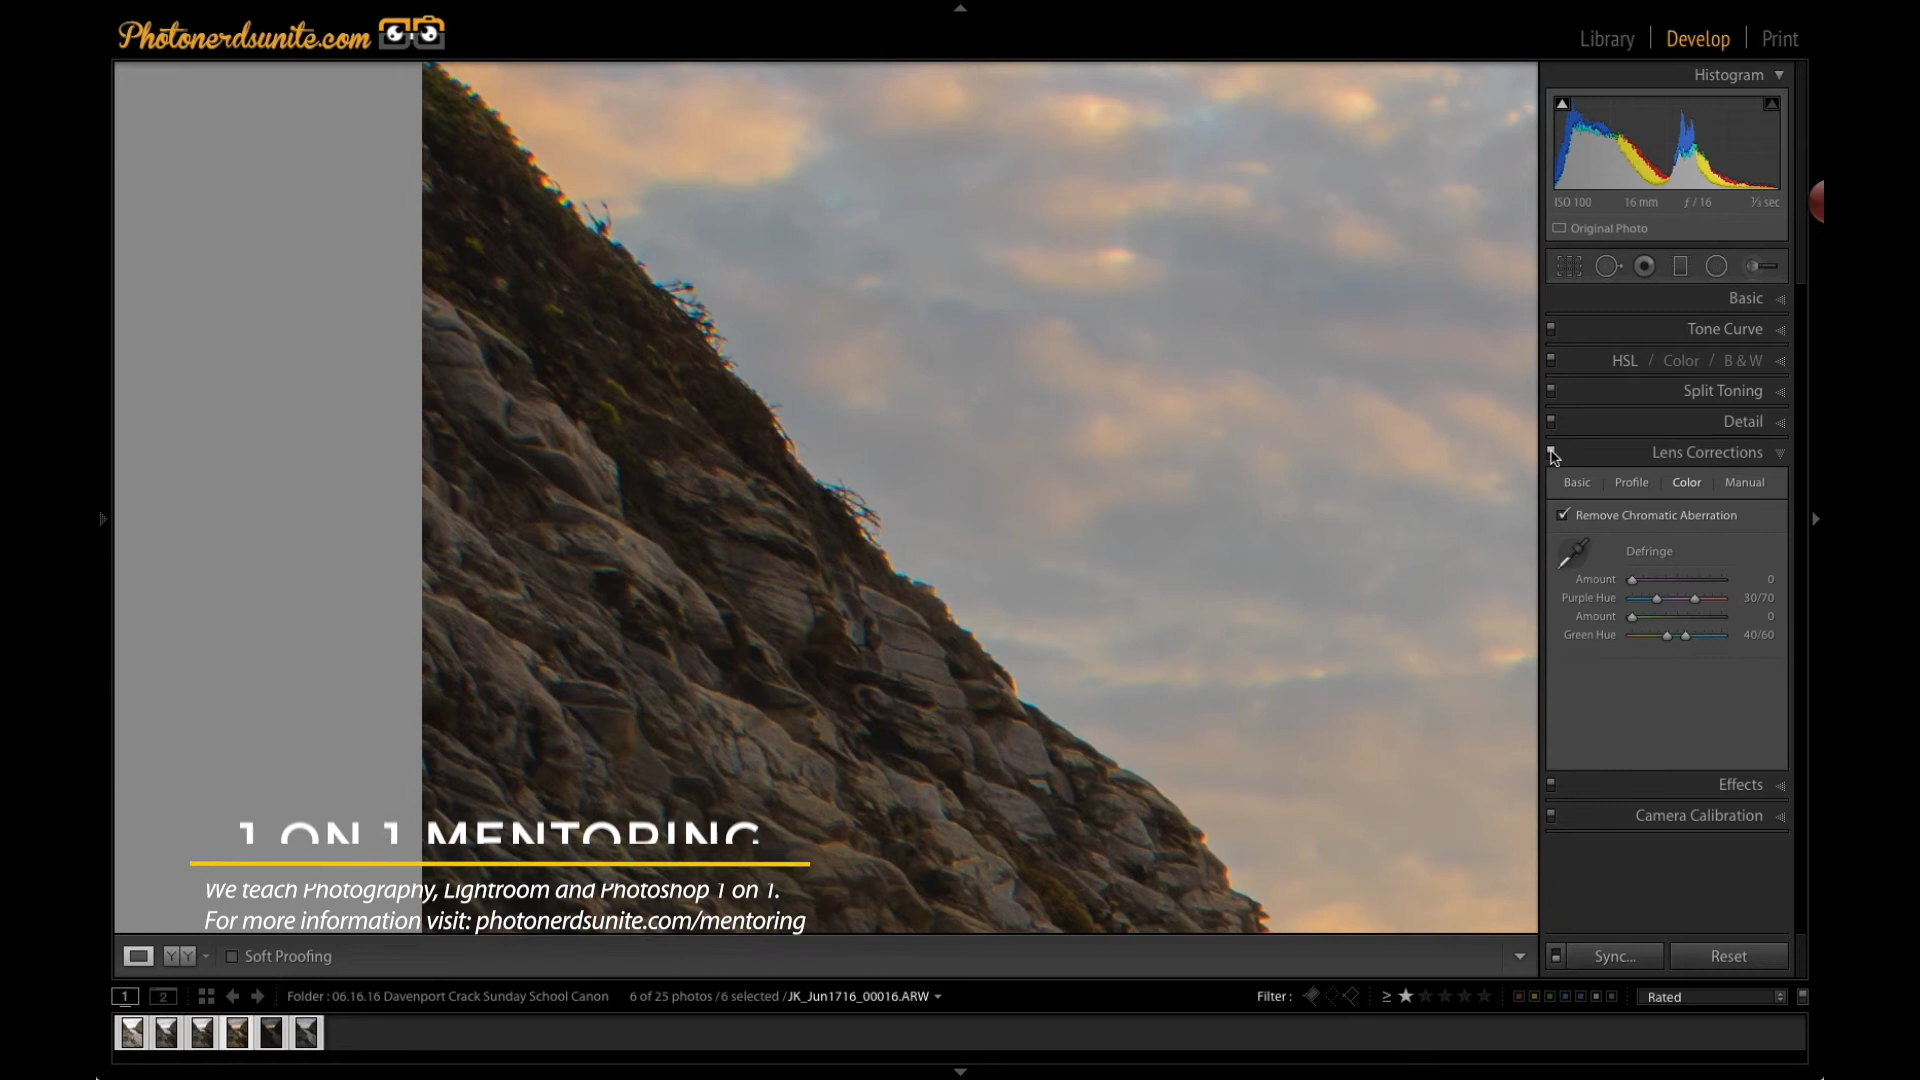 Photonerdsunite.com
Library | Develop | Print
Histogram
ISO 100 16 mm ƒ / 16 ⅓ sec
Original Photo
Basic
Tone Curve
HSL / Color / B & W
Split Toning
Detail
Lens Corrections
Basic | Profile | Color | Manual
Remove Chromatic Aberration
Defringe
Amount 0
Purple Hue 30/70
Amount 0
Green Hue 40/60
Effects
Camera Calibration
1 ON 1 MENTORING
We teach Photography, Lightroom and Photoshop 1 on 1.
For more information visit: photonerdsunite.com/mentoring
Y Y Soft Proofing
Sync... Reset
1 2 Folder : 06.16.16 Davenport Crack Sunday School Canon 6 of 25 photos /6 selected /JK_Jun1716_00016.ARW Filter : ≥ Rated